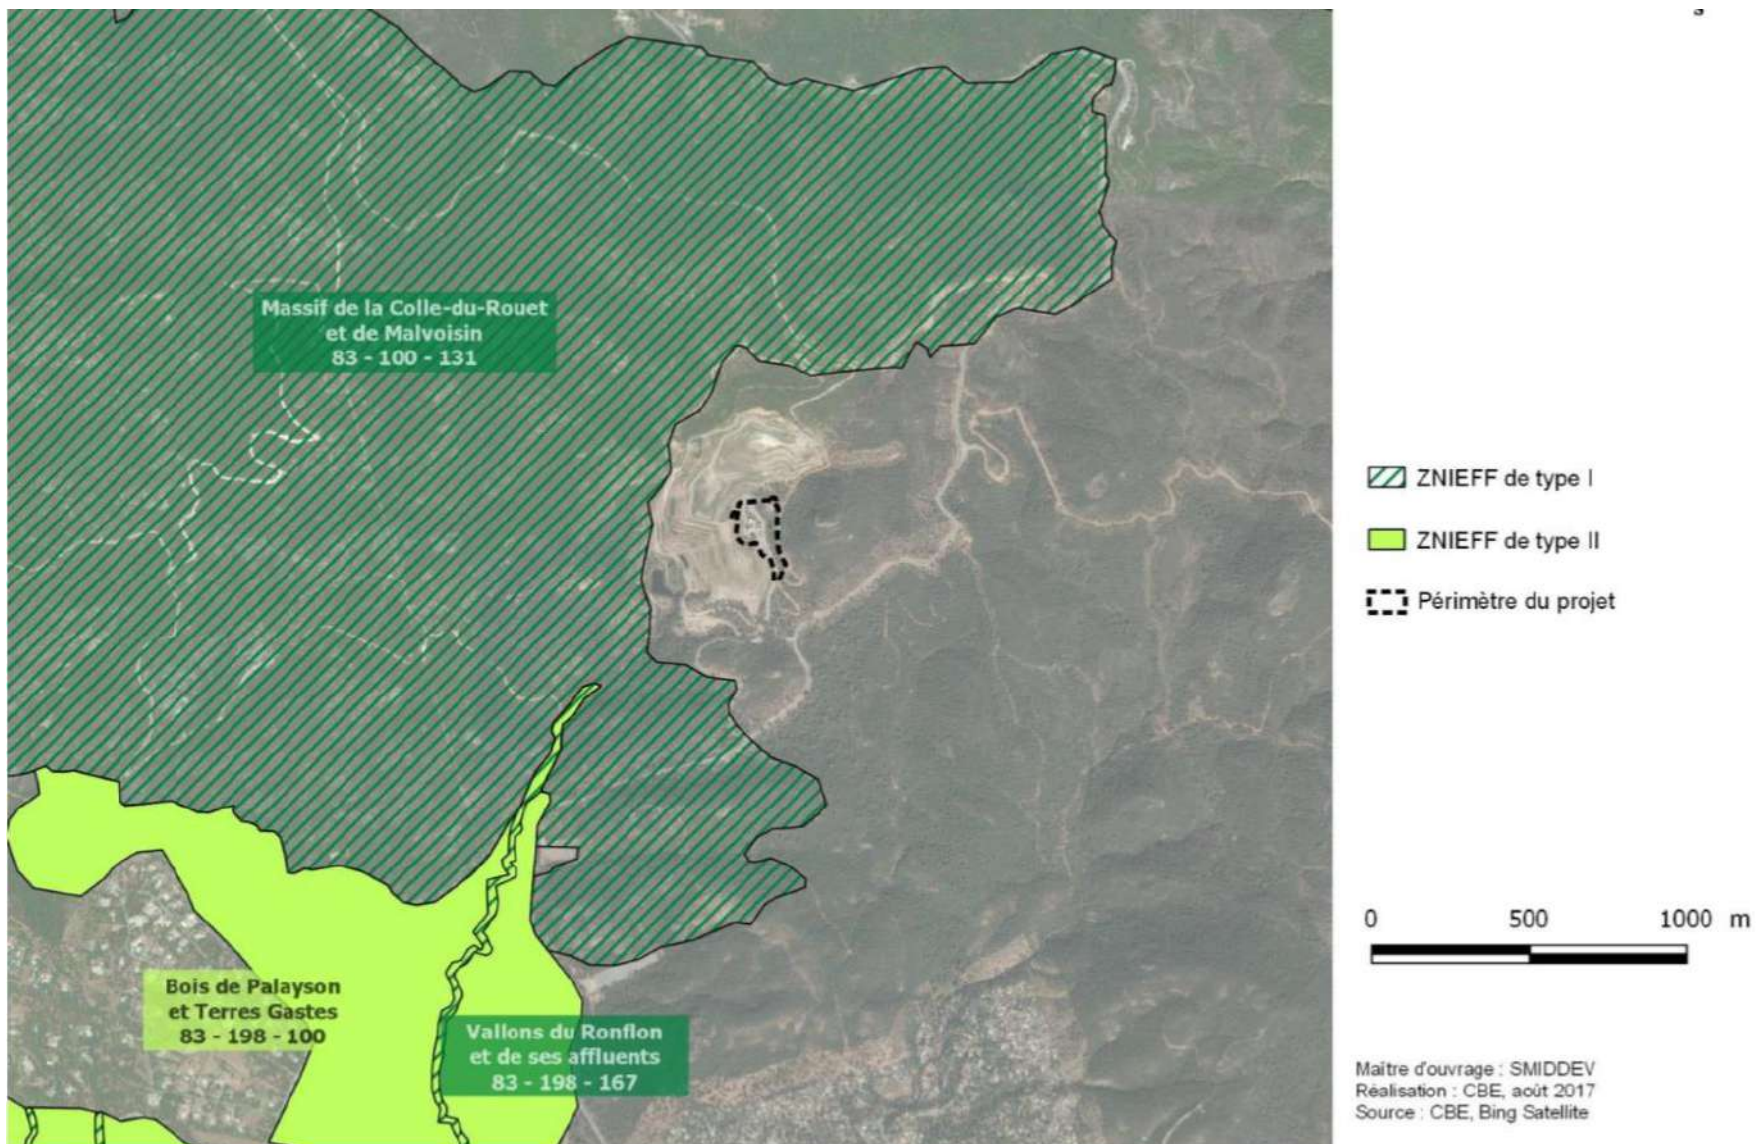 Massif de la Colle-du-Rouet
et de Malvoisin
83 - 100 - 131
ZNIEFF de type I
ZNIEFF de type II
Périmètre du projet
0 500 1000 m
Bois de Palayson
et Terres Gastes
83 - 198 - 100
Vallons du Ronflon
et de ses affluents
83 - 198 - 167
Maître d'ouvrage : SMIDDEV
Réalisation : CBE, août 2017
Source : CBE, Bing Satellite